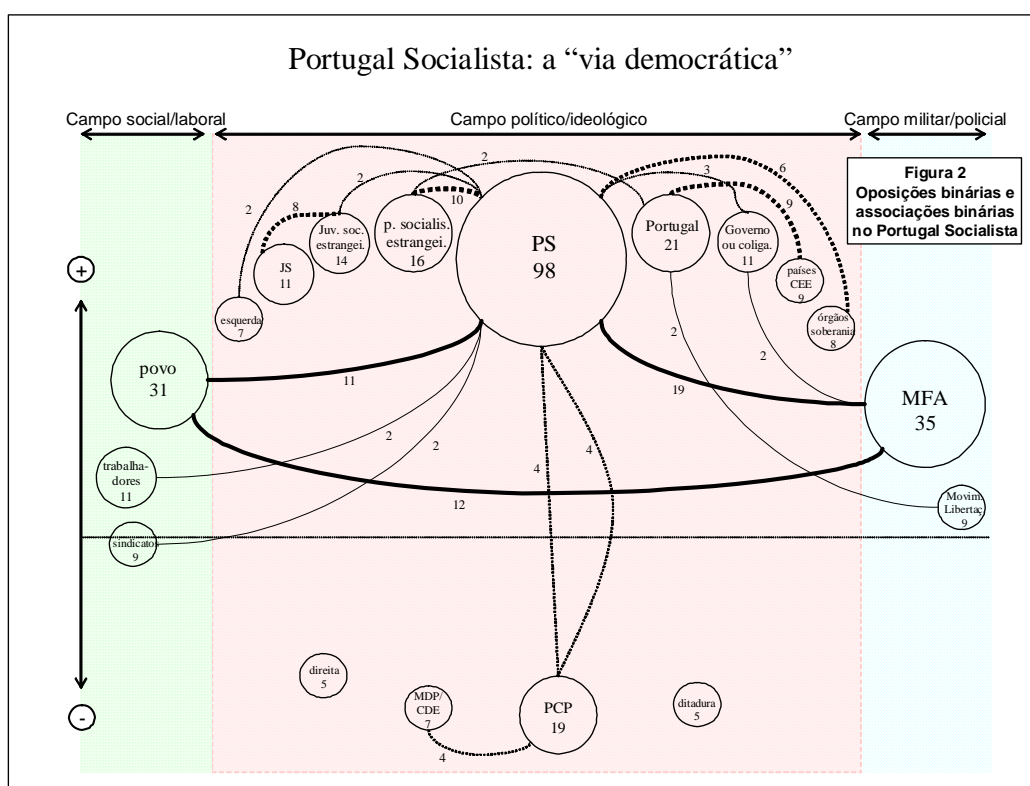 Portugal Socialista: a “via democrática”
Campo social/laboral
Campo político/ideológico
Campo militar/policial
Figura 2
Oposições binárias e
associações binárias
no Portugal Socialista
2
8
2
10
2
3
9
6
JS
11
Juv. soc.
estrangei.
14
p. socialis.
estrangei.
16
PS
98
Portugal
21
Governo
ou coliga.
11
países
CEE
9
órgãos
soberania
8
esquerda
7
+
povo
31
11
19
2
2
MFA
35
trabalha-
dores
11
2
2
4
4
12
Movim.
Libertaç
9
sindicatos
9
direita
5
MDP/
CDE
7
PCP
19
ditadura
5
4
-